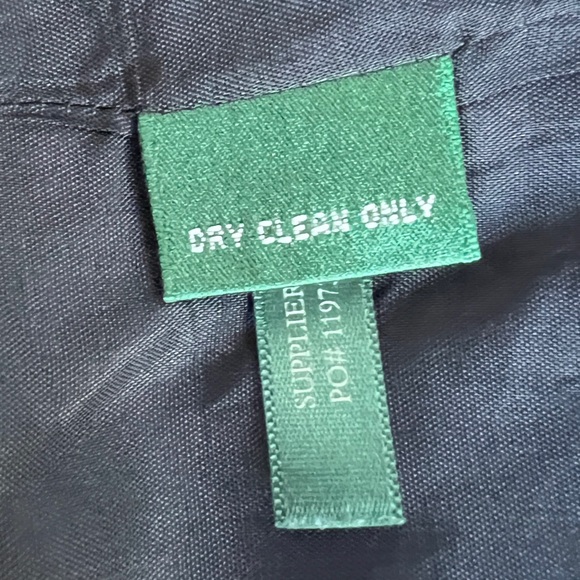 DRY CLEAN ONLY
SUPPLIER
PO# 1197